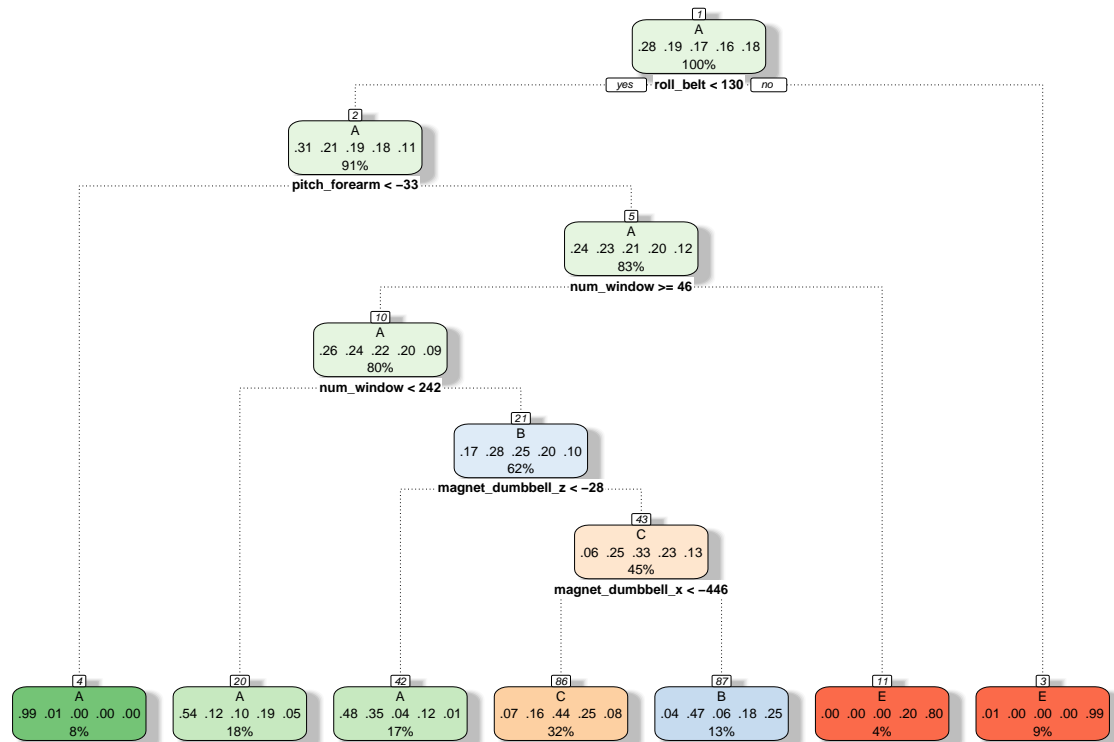 1
A
.28 .19 .17 .16 .18
100%
yes roll_belt < 130 no
2
A
.31 .21 .19 .18 .11
91%
pitch_forearm < −33
5
A
.24 .23 .21 .20 .12
83%
num_window >= 46
10
A
.26 .24 .22 .20 .09
80%
num_window < 242
21
B
.17 .28 .25 .20 .10
62%
magnet_dumbbell_z < −28
43
C
.06 .25 .33 .23 .13
45%
magnet_dumbbell_x < −446
4
A
.99 .01 .00 .00 .00
8%
20
A
.54 .12 .10 .19 .05
18%
42
A
.48 .35 .04 .12 .01
17%
86
C
.07 .16 .44 .25 .08
32%
87
B
.04 .47 .06 .18 .25
13%
11
E
.00 .00 .00 .20 .80
4%
3
E
.01 .00 .00 .00 .99
9%